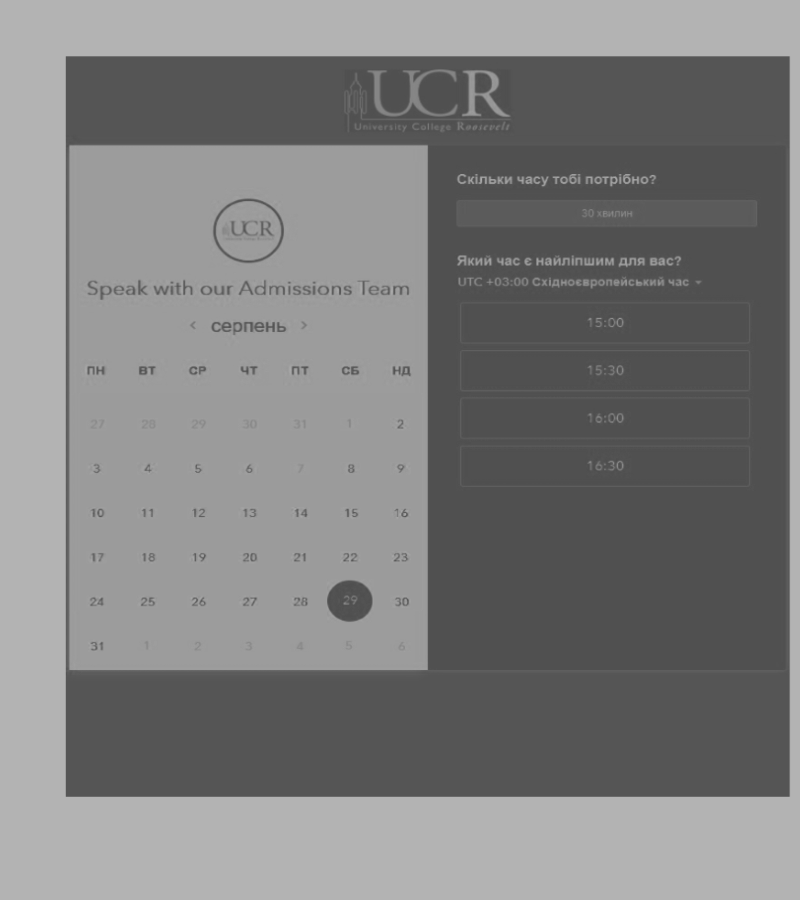 UCR
University College Roosevelt
UCR
Speak with our Admissions Team
серпень
ПН ВТ СР ЧТ ПТ СБ НД
27 28 29 30 31 1 2
3 4 5 6 7 8 9
10 11 12 13 14 15 16
17 18 19 20 21 22 23
24 25 26 27 28 29 30
31 1 2 3 4 5 6
Скільки часу тобі потрібно?
30 хвилин
Який час є найліпшим для вас?
UTC +03:00 Східноєвропейський час
15:00
15:30
16:00
16:30